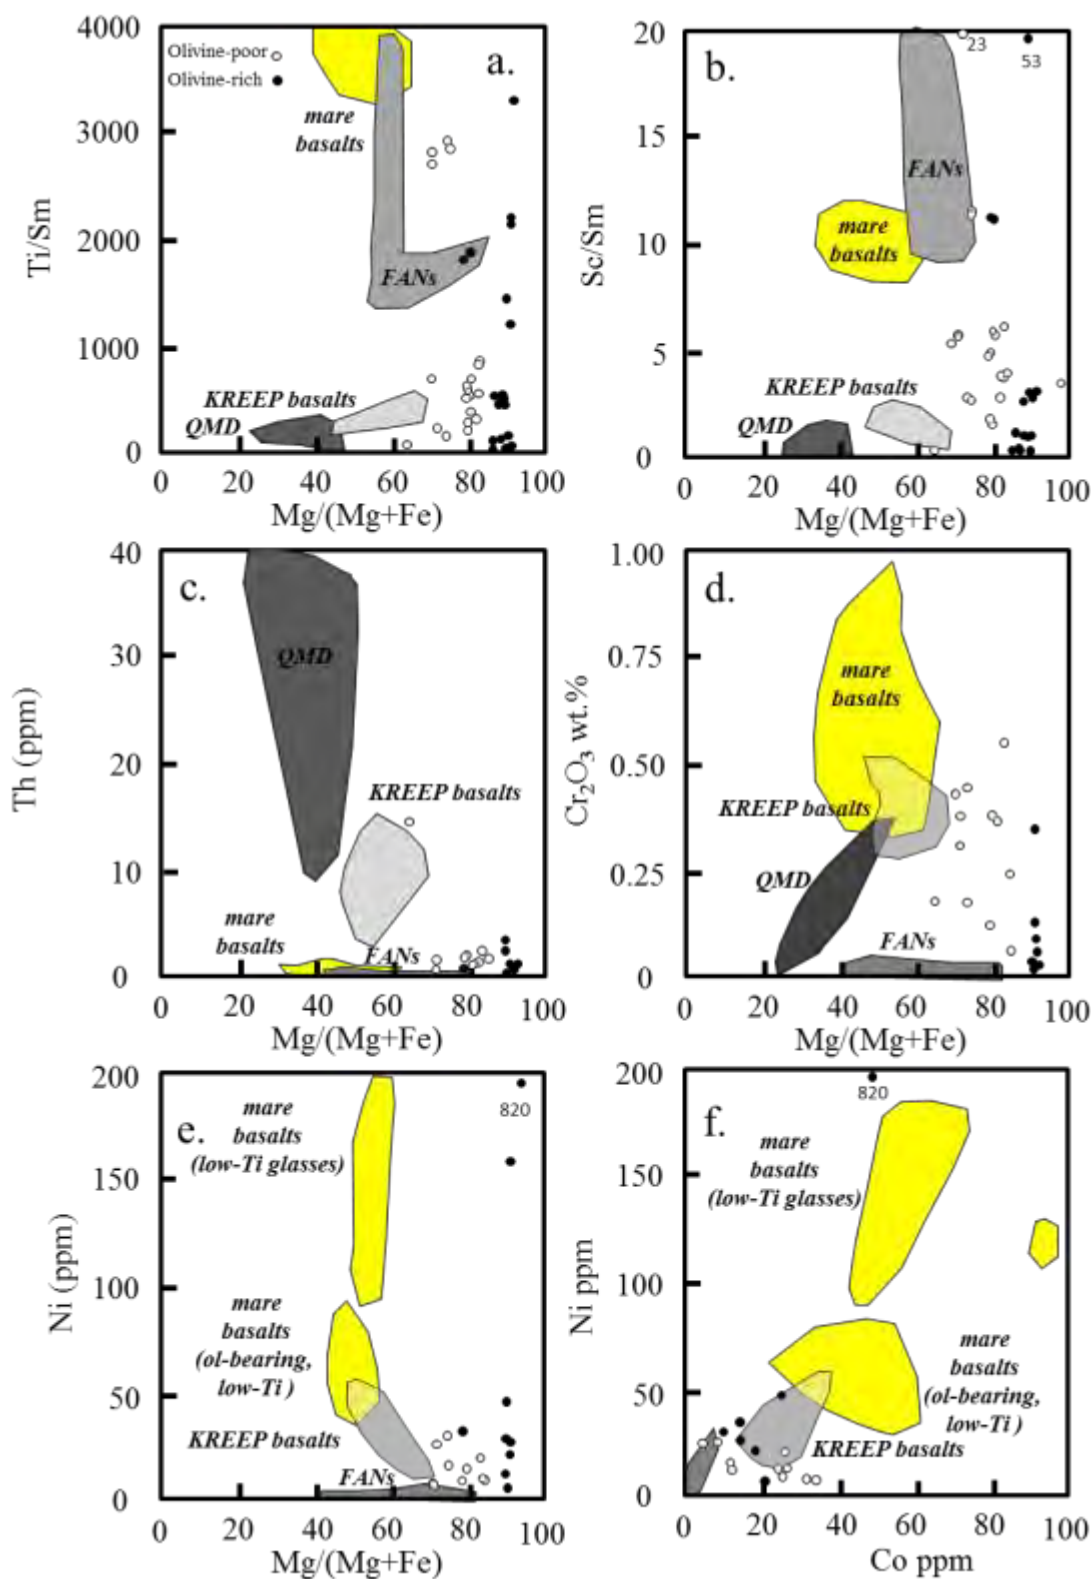 4000
3000
2000
1000
0
Ti/Sm
Olivine-poor
Olivine-rich
a.
mare
basalts
FANs
KREEP basalts
QMD
0 20 40 60 80 100
Mg/(Mg+Fe)
20
15
10
5
0
Sc/Sm
b.
23
53
FANs
mare
basalts
KREEP basalts
QMD
0 20 40 60 80 100
Mg/(Mg+Fe)
40
30
20
10
0
Th (ppm)
c.
QMD
KREEP basalts
mare
basalts
FANs
0 20 40 60 80 100
Mg/(Mg+Fe)
1.00
0.75
0.50
0.25
0
Cr₂O₃ wt.%
d.
mare
basalts
KREEP basalts
QMD
FANs
0 20 40 60 80 100
Mg/(Mg+Fe)
200
150
100
50
0
Ni (ppm)
e.
mare
basalts
(low-Ti glasses)
820
mare
basalts
(ol-bearing,
low-Ti )
KREEP basalts
FANs
0 20 40 60 80 100
Mg/(Mg+Fe)
200
150
100
50
0
Ni ppm
f.
820
mare
basalts
(low-Ti glasses)
mare
basalts
(ol-bearing,
low-Ti )
KREEP basalts
0 20 40 60 80 100
Co ppm